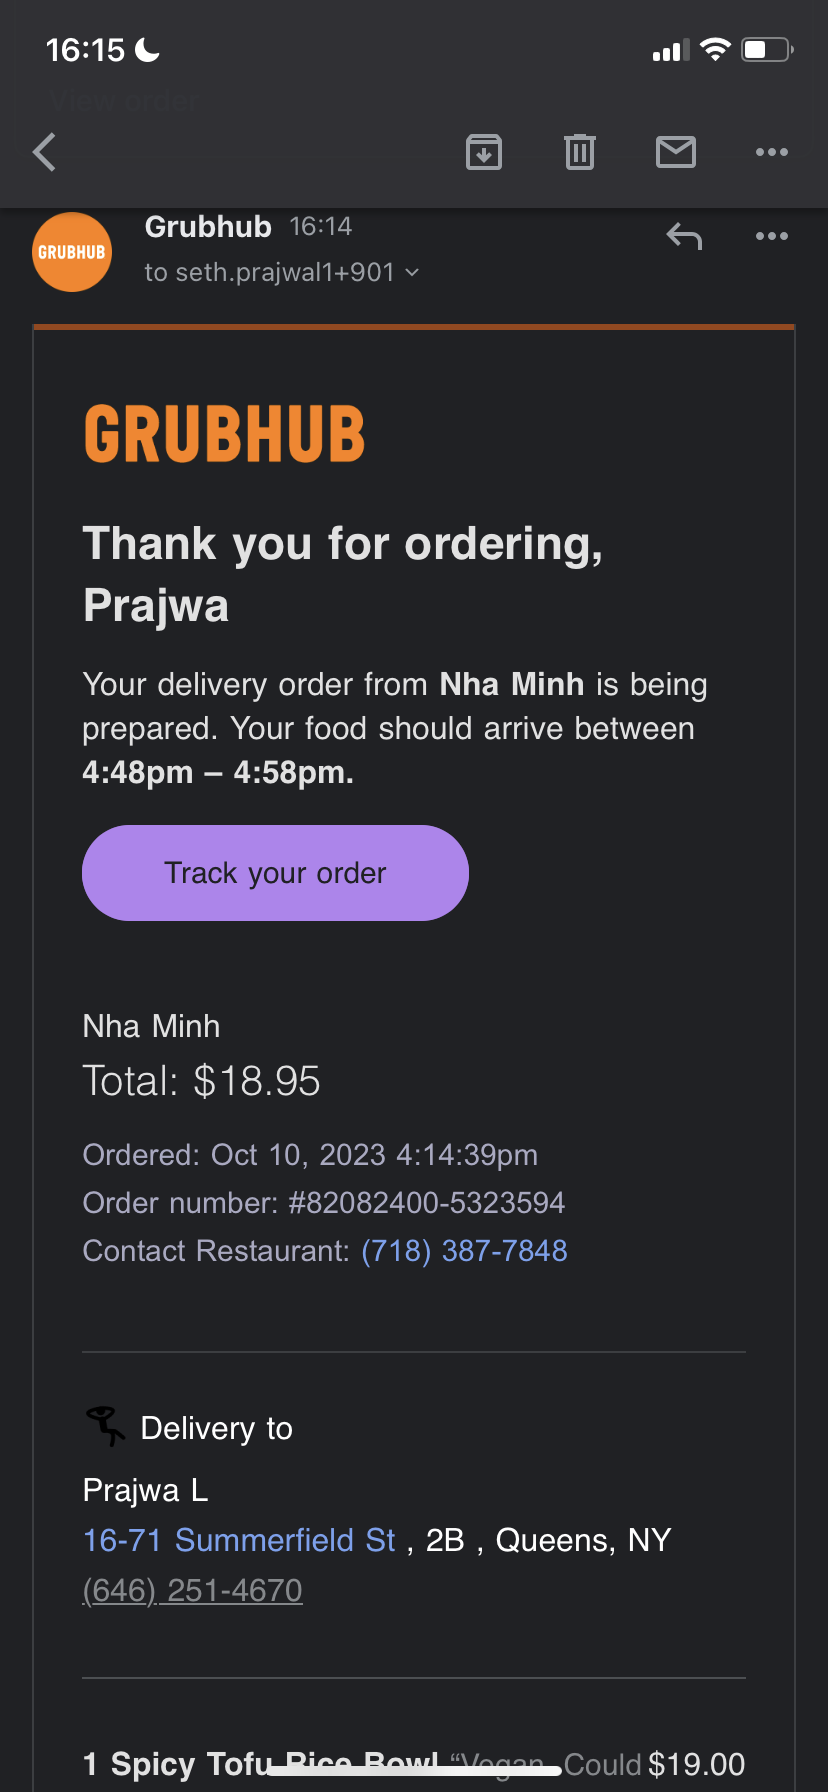 16:15
View order
Grubhub 16:14
GRUBHUB
to seth.prajwal1+901
GRUBHUB
Thank you for ordering,
Prajwa
Your delivery order from Nha Minh is being
prepared. Your food should arrive between
4:48pm – 4:58pm.
Track your order
Nha Minh
Total: $18.95
Ordered: Oct 10, 2023 4:14:39pm
Order number: #82082400-5323594
Contact Restaurant: (718) 387-7848
Delivery to
Prajwa L
16-71 Summerfield St , 2B , Queens, NY
(646) 251-4670
1 Spicy Tofu Rice Bowl “Vegan. Could $19.00